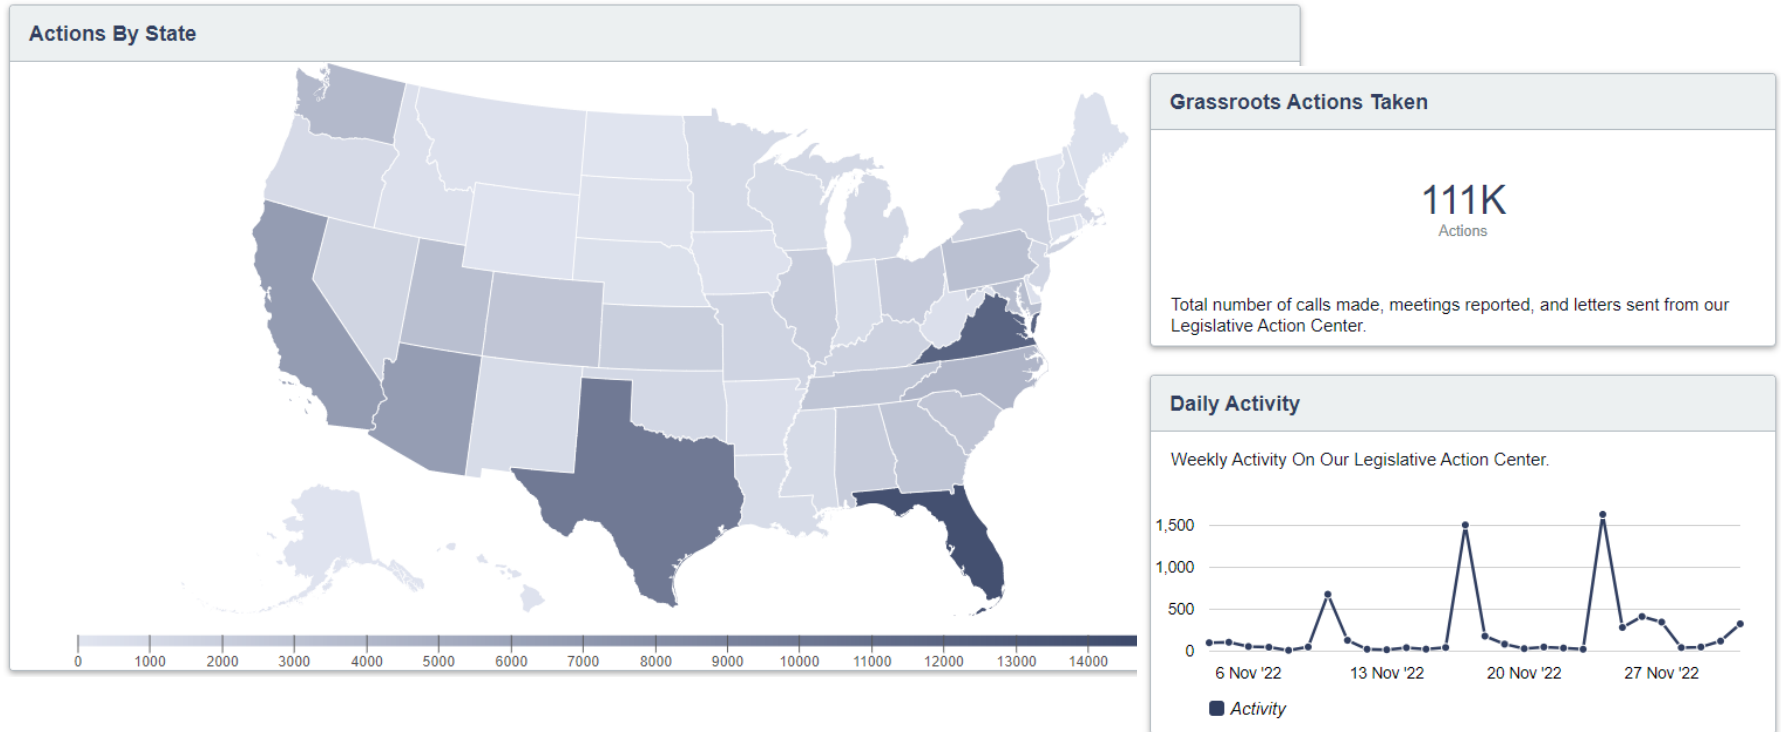 Actions By State
0 1000 2000 3000 4000 5000 6000 7000 8000 9000 10000 11000 12000 13000 14000
Grassroots Actions Taken
111K
Actions
Total number of calls made, meetings reported, and letters sent from our
Legislative Action Center.
Daily Activity
Weekly Activity On Our Legislative Action Center.
1,500
1,000
500
0
6 Nov '22 13 Nov '22 20 Nov '22 27 Nov '22
Activity